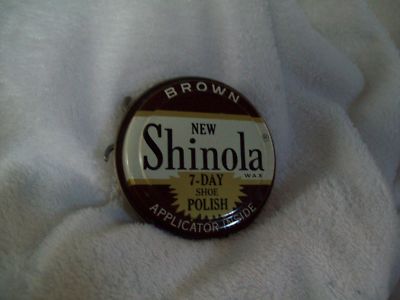 BROWN
NEW
Shinola®
WAX
7-DAY
SHOE
POLISH
APPLICATOR INSIDE